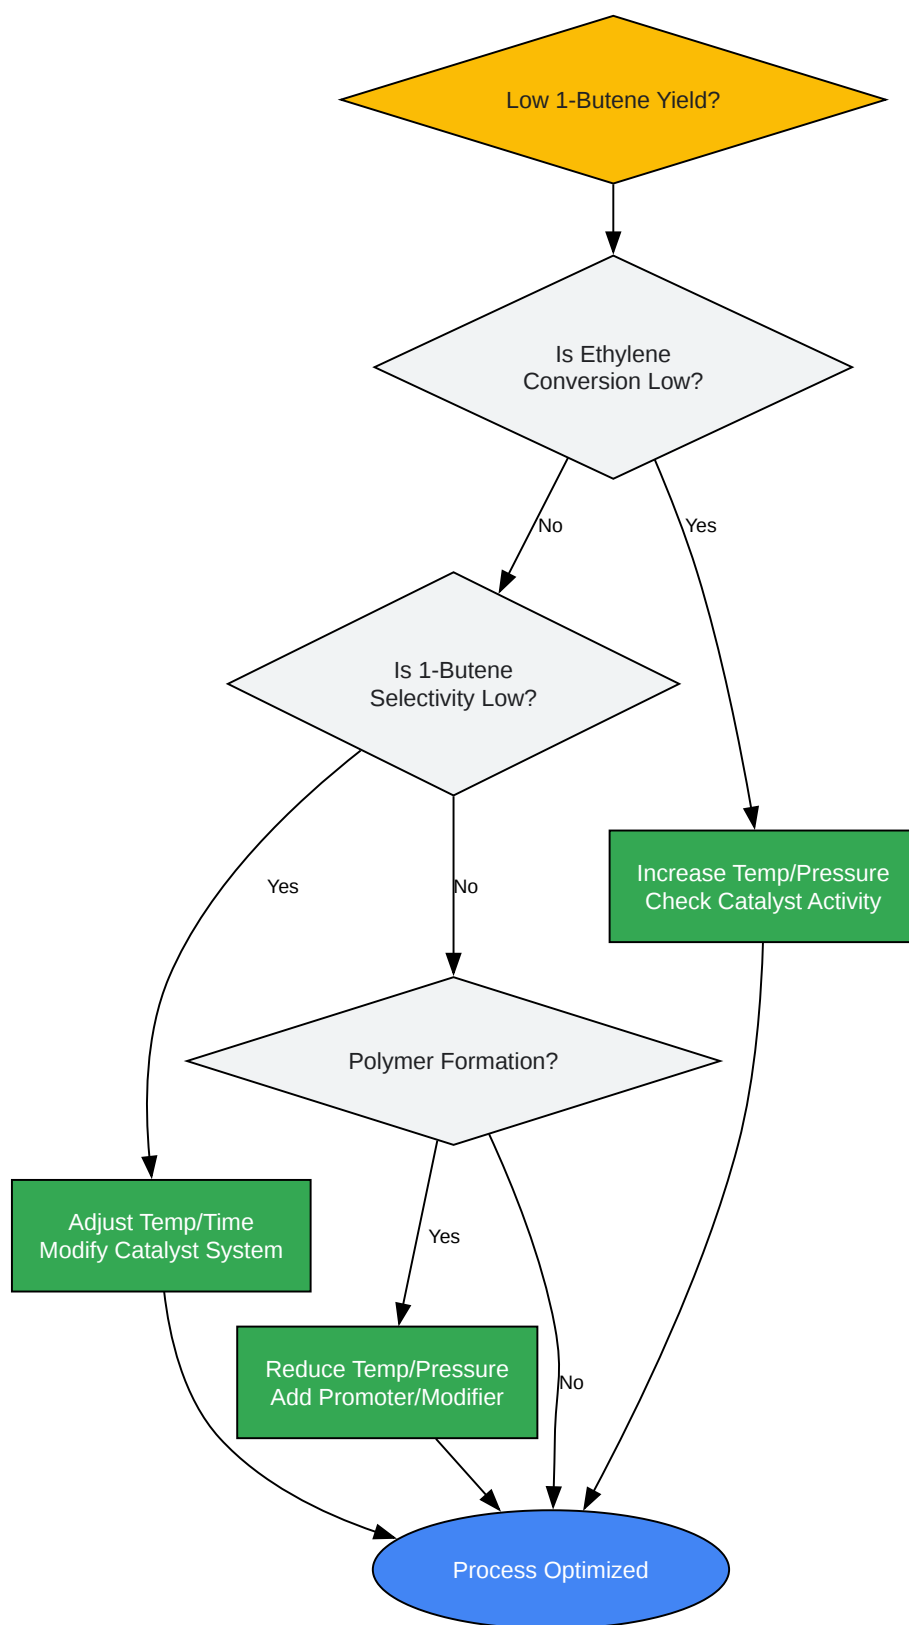 Low 1-Butene Yield?
Is Ethylene
Conversion Low?
No
Yes
Is 1-Butene
Selectivity Low?
Yes
No
Increase Temp/Pressure
Check Catalyst Activity
Polymer Formation?
Adjust Temp/Time
Modify Catalyst System
Yes
Reduce Temp/Pressure
Add Promoter/Modifier
No
Process Optimized